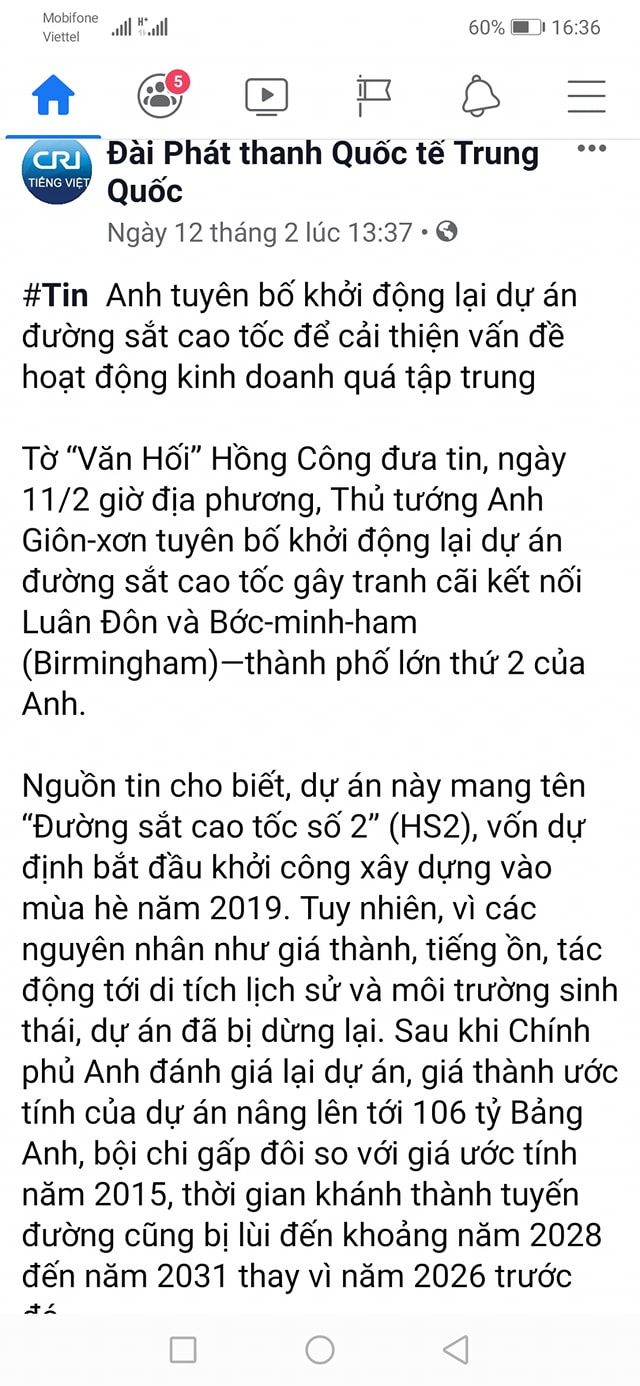 Mobifone
Viettel
H+
60%
16:36
5
CRI
TIẾNG VIỆT
Đài Phát thanh Quốc tế Trung
Quốc
Ngày 12 tháng 2 lúc 13:37 •
#Tin Anh tuyên bố khởi động lại dự án
đường sắt cao tốc để cải thiện vấn đề
hoạt động kinh doanh quá tập trung
Tờ “Văn Hối” Hồng Công đưa tin, ngày
11/2 giờ địa phương, Thủ tướng Anh
Giôn-xơn tuyên bố khởi động lại dự án
đường sắt cao tốc gây tranh cãi kết nối
Luân Đôn và Bớc-minh-ham
(Birmingham)—thành phố lớn thứ 2 của
Anh.
Nguồn tin cho biết, dự án này mang tên
“Đường sắt cao tốc số 2” (HS2), vốn dự
định bắt đầu khởi công xây dựng vào
mùa hè năm 2019. Tuy nhiên, vì các
nguyên nhân như giá thành, tiếng ồn, tác
động tới di tích lịch sử và môi trường sinh
thái, dự án đã bị dừng lại. Sau khi Chính
phủ Anh đánh giá lại dự án, giá thành ước
tính của dự án nâng lên tới 106 tỷ Bảng
Anh, bội chi gấp đôi so với giá ước tính
năm 2015, thời gian khánh thành tuyến
đường cũng bị lùi đến khoảng năm 2028
đến năm 2031 thay vì năm 2026 trước